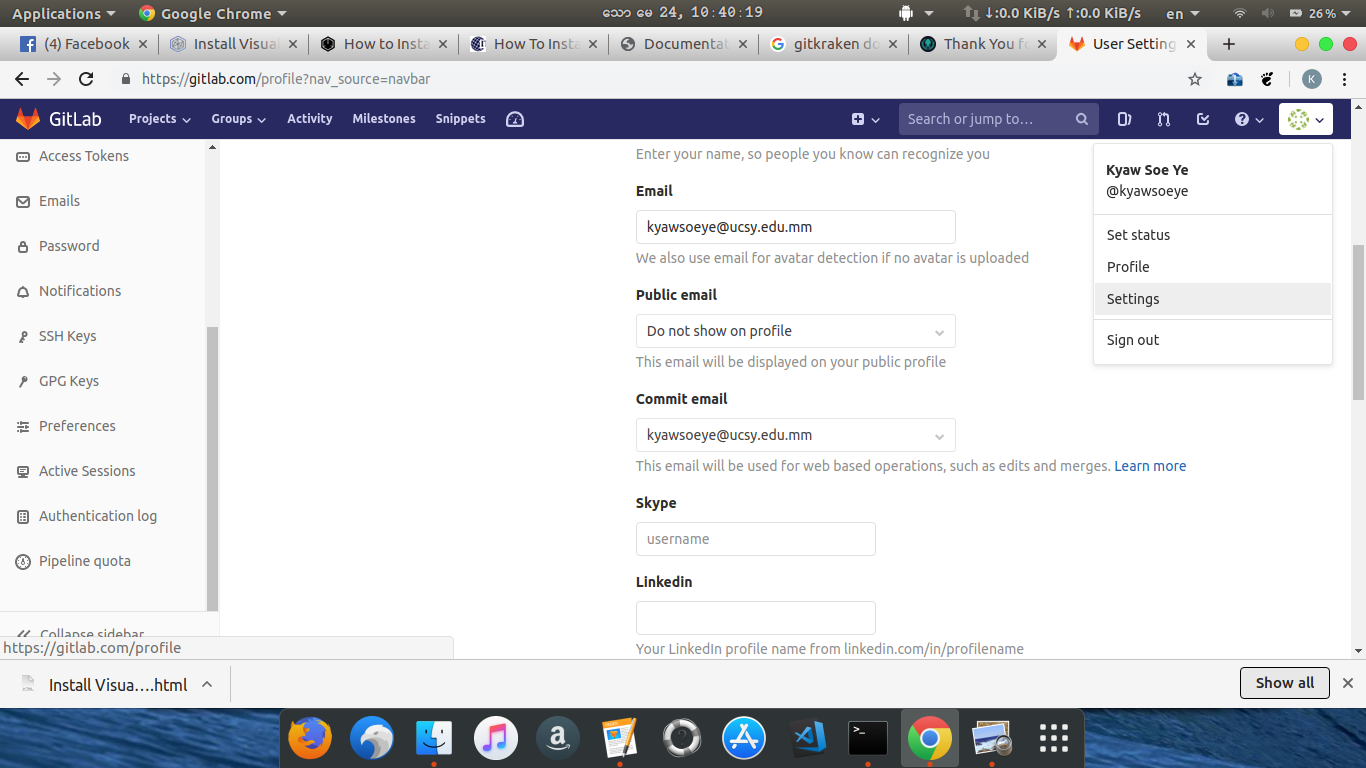 Applications
Google Chrome
သော မေ 24, 10:40:19
↓:0.0 KiB/s ↑:0.0 KiB/s
en
26%
(4) Facebook
Install Visua
How to Insta
How To Insta
Documentat
gitkraken do
Thank You fo
User Setting
https://gitlab.com/profile?nav_source=navbar
K
GitLab
Projects
Groups
Activity
Milestones
Snippets
Search or jump to…
Access Tokens
Emails
Password
Notifications
SSH Keys
GPG Keys
Preferences
Active Sessions
Authentication log
Pipeline quota
Collapse sidebar
https://gitlab.com/profile
Enter your name, so people you know can recognize you
Email
kyawsoeye@ucsy.edu.mm
We also use email for avatar detection if no avatar is uploaded
Public email
Do not show on profile
This email will be displayed on your public profile
Commit email
kyawsoeye@ucsy.edu.mm
This email will be used for web based operations, such as edits and merges. Learn more
Skype
username
Linkedin
Your LinkedIn profile name from linkedin.com/in/profilename
Kyaw Soe Ye
@kyawsoeye
Set status
Profile
Settings
Sign out
Install Visua….html
Show all